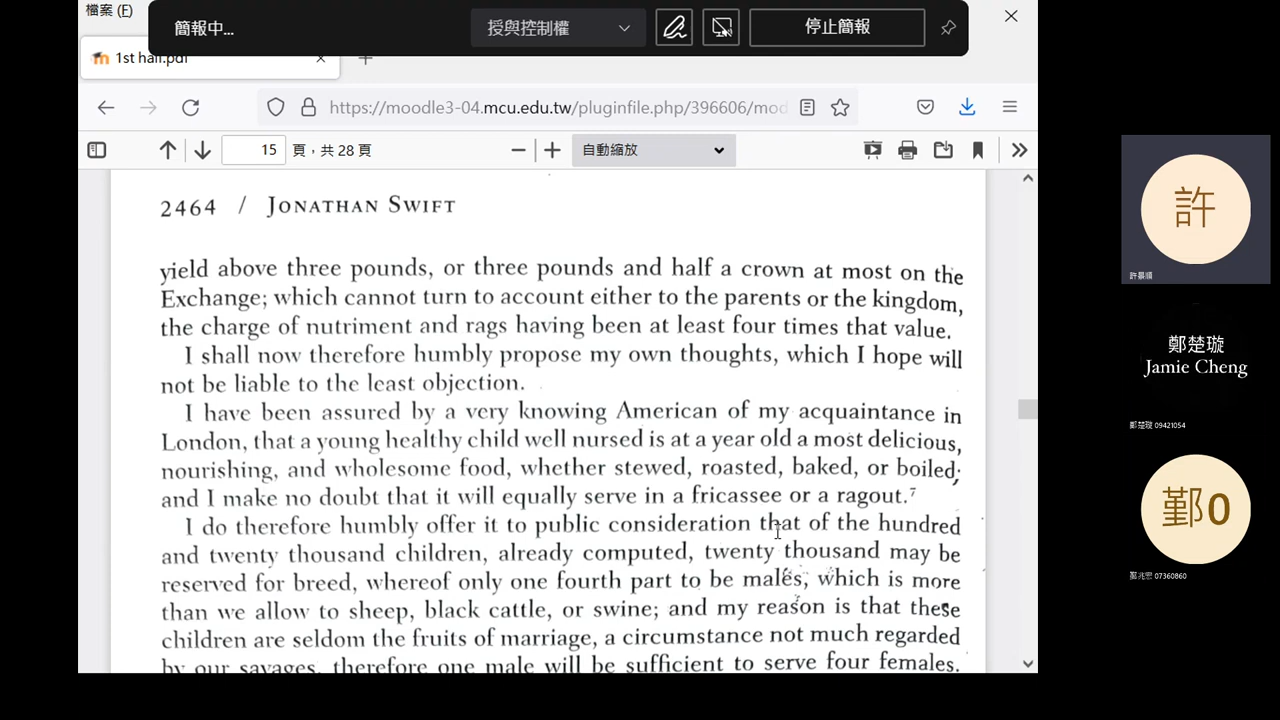 檔案 (F)
簡報中...
授與控制權
停止簡報
1st half.pdf
https://moodle3-04.mcu.edu.tw/pluginfile.php/396606/mod
15 頁，共 28 頁
自動縮放
2464 / JONATHAN SWIFT
yield above three pounds, or three pounds and half a crown at most on the
Exchange; which cannot turn to account either to the parents or the kingdom,
the charge of nutriment and rags having been at least four times that value.
I shall now therefore humbly propose my own thoughts, which I hope will
not be liable to the least objection.
I have been assured by a very knowing American of my acquaintance in
London, that a young healthy child well nursed is at a year old a most delicious,
nourishing, and wholesome food, whether stewed, roasted, baked, or boiled;
and I make no doubt that it will equally serve in a fricassee or a ragout.⁷
I do therefore humbly offer it to public consideration that of the hundred
and twenty thousand children, already computed, twenty thousand may be
reserved for breed, whereof only one fourth part to be males, which is more
than we allow to sheep, black cattle, or swine; and my reason is that these
children are seldom the fruits of marriage, a circumstance not much regarded
by our savages, therefore one male will be sufficient to serve four females.
許
許景順
鄭楚璇
Jamie Cheng
鄭楚璇 09421054
鄞0
鄞兆宏 07360860